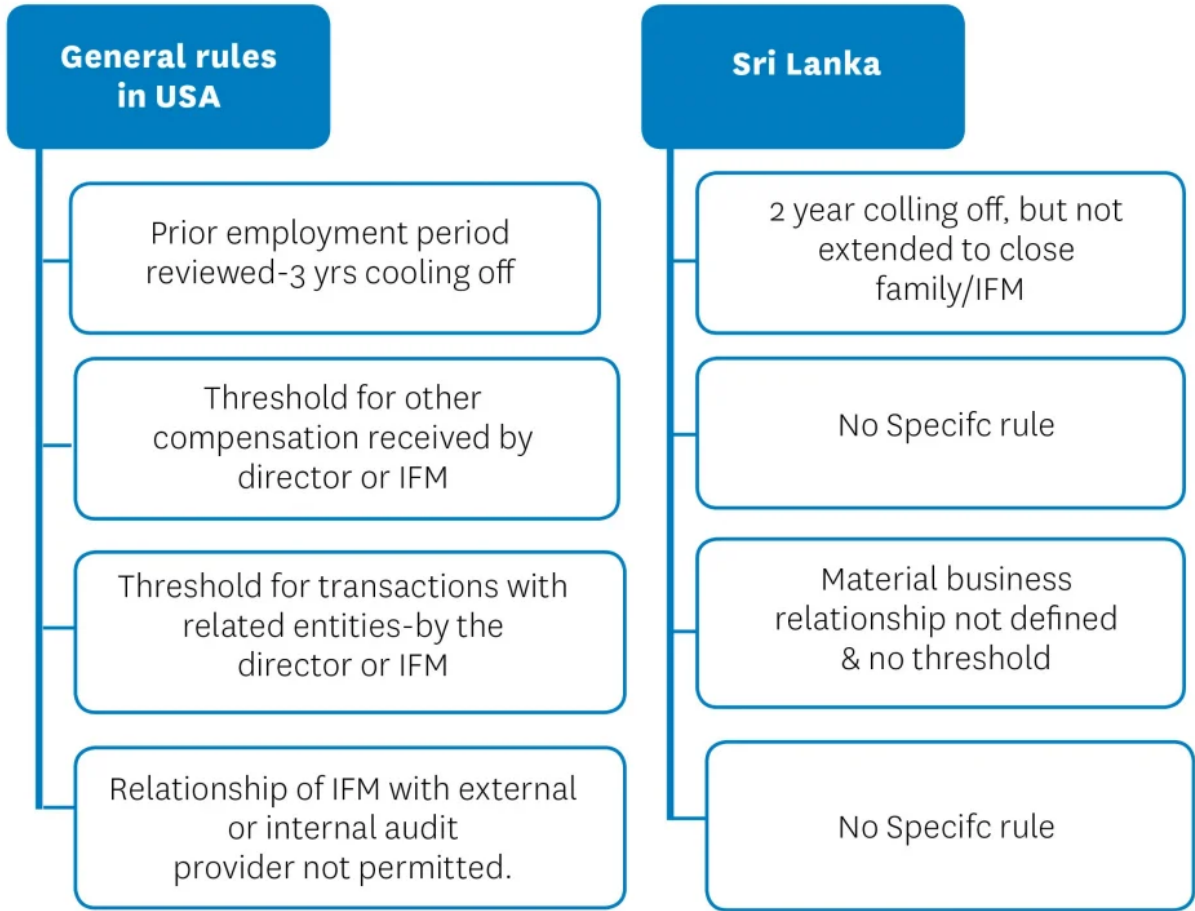 General rules
in USA
Prior employment period
reviewed-3 yrs cooling off
Threshold for other
compensation received by
director or IFM
Threshold for transactions with
related entities-by the
director or IFM
Relationship of IFM with external
or internal audit
provider not permitted.
Sri Lanka
2 year colling off, but not
extended to close
family/IFM
No Specifc rule
Material business
relationship not defined
& no threshold
No Specifc rule